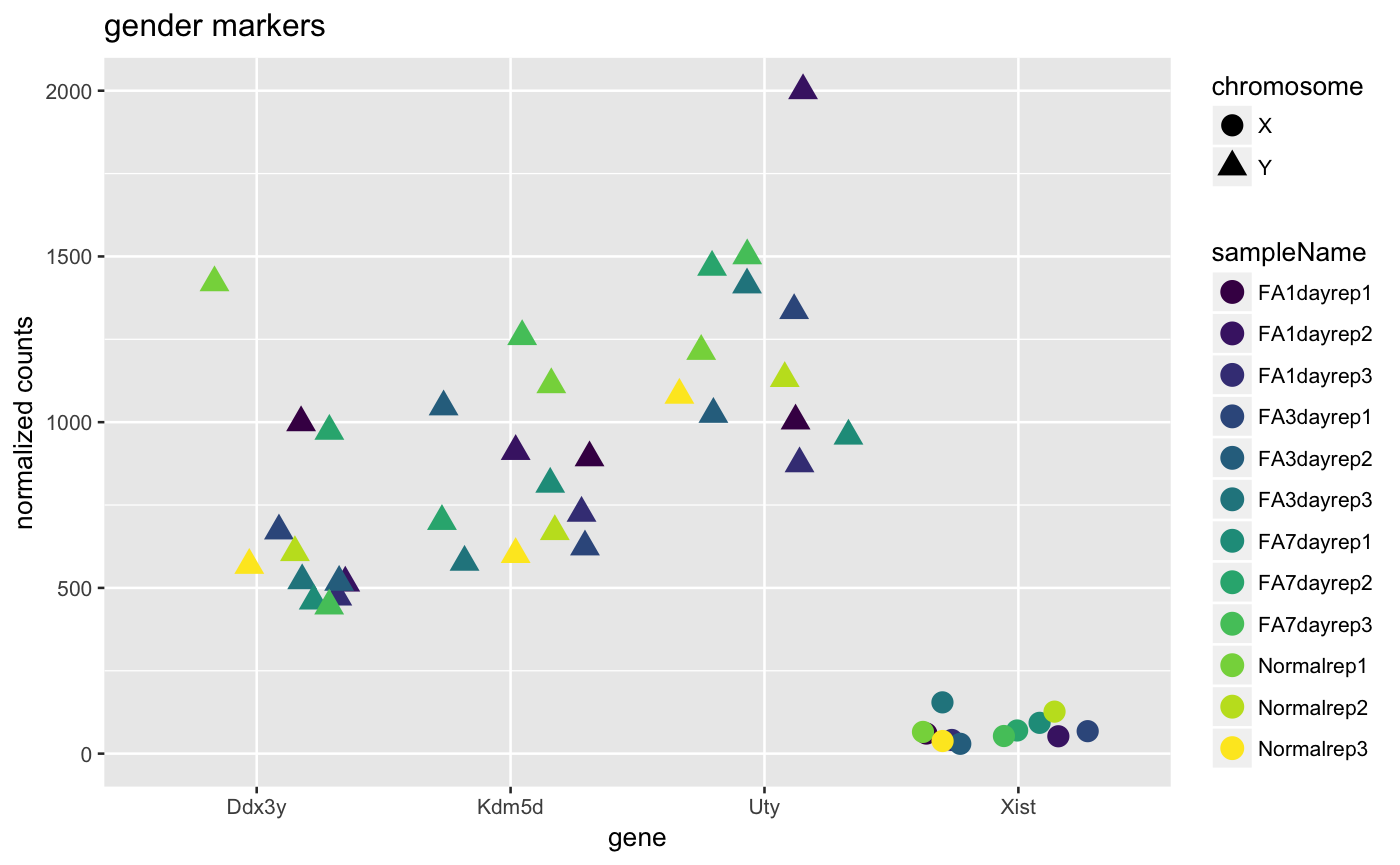 gender markers
2000
1500
1000
500
0
normalized counts
Ddx3y
Kdm5d
Uty
Xist
gene
chromosome
X
Y
sampleName
FA1dayrep1
FA1dayrep2
FA1dayrep3
FA3dayrep1
FA3dayrep2
FA3dayrep3
FA7dayrep1
FA7dayrep2
FA7dayrep3
Normalrep1
Normalrep2
Normalrep3